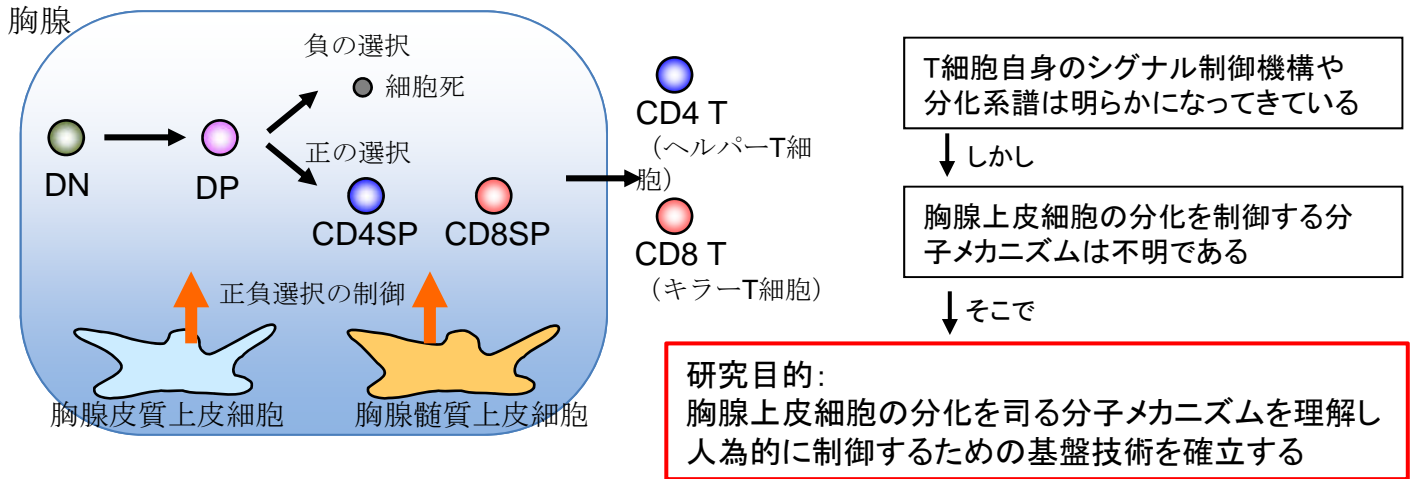 胸腺
負の選択
細胞死
DN
DP
正の選択
CD4SP
CD8SP
正負選択の制御
胸腺皮質上皮細胞
胸腺髄質上皮細胞
CD4 T
（ヘルパーT細
胞）
CD8 T
（キラーT細胞）
T細胞自身のシグナル制御機構や
分化系譜は明らかになってきている
しかし
胸腺上皮細胞の分化を制御する分
子メカニズムは不明である
そこで
研究目的：
胸腺上皮細胞の分化を司る分子メカニズムを理解し
人為的に制御するための基盤技術を確立する